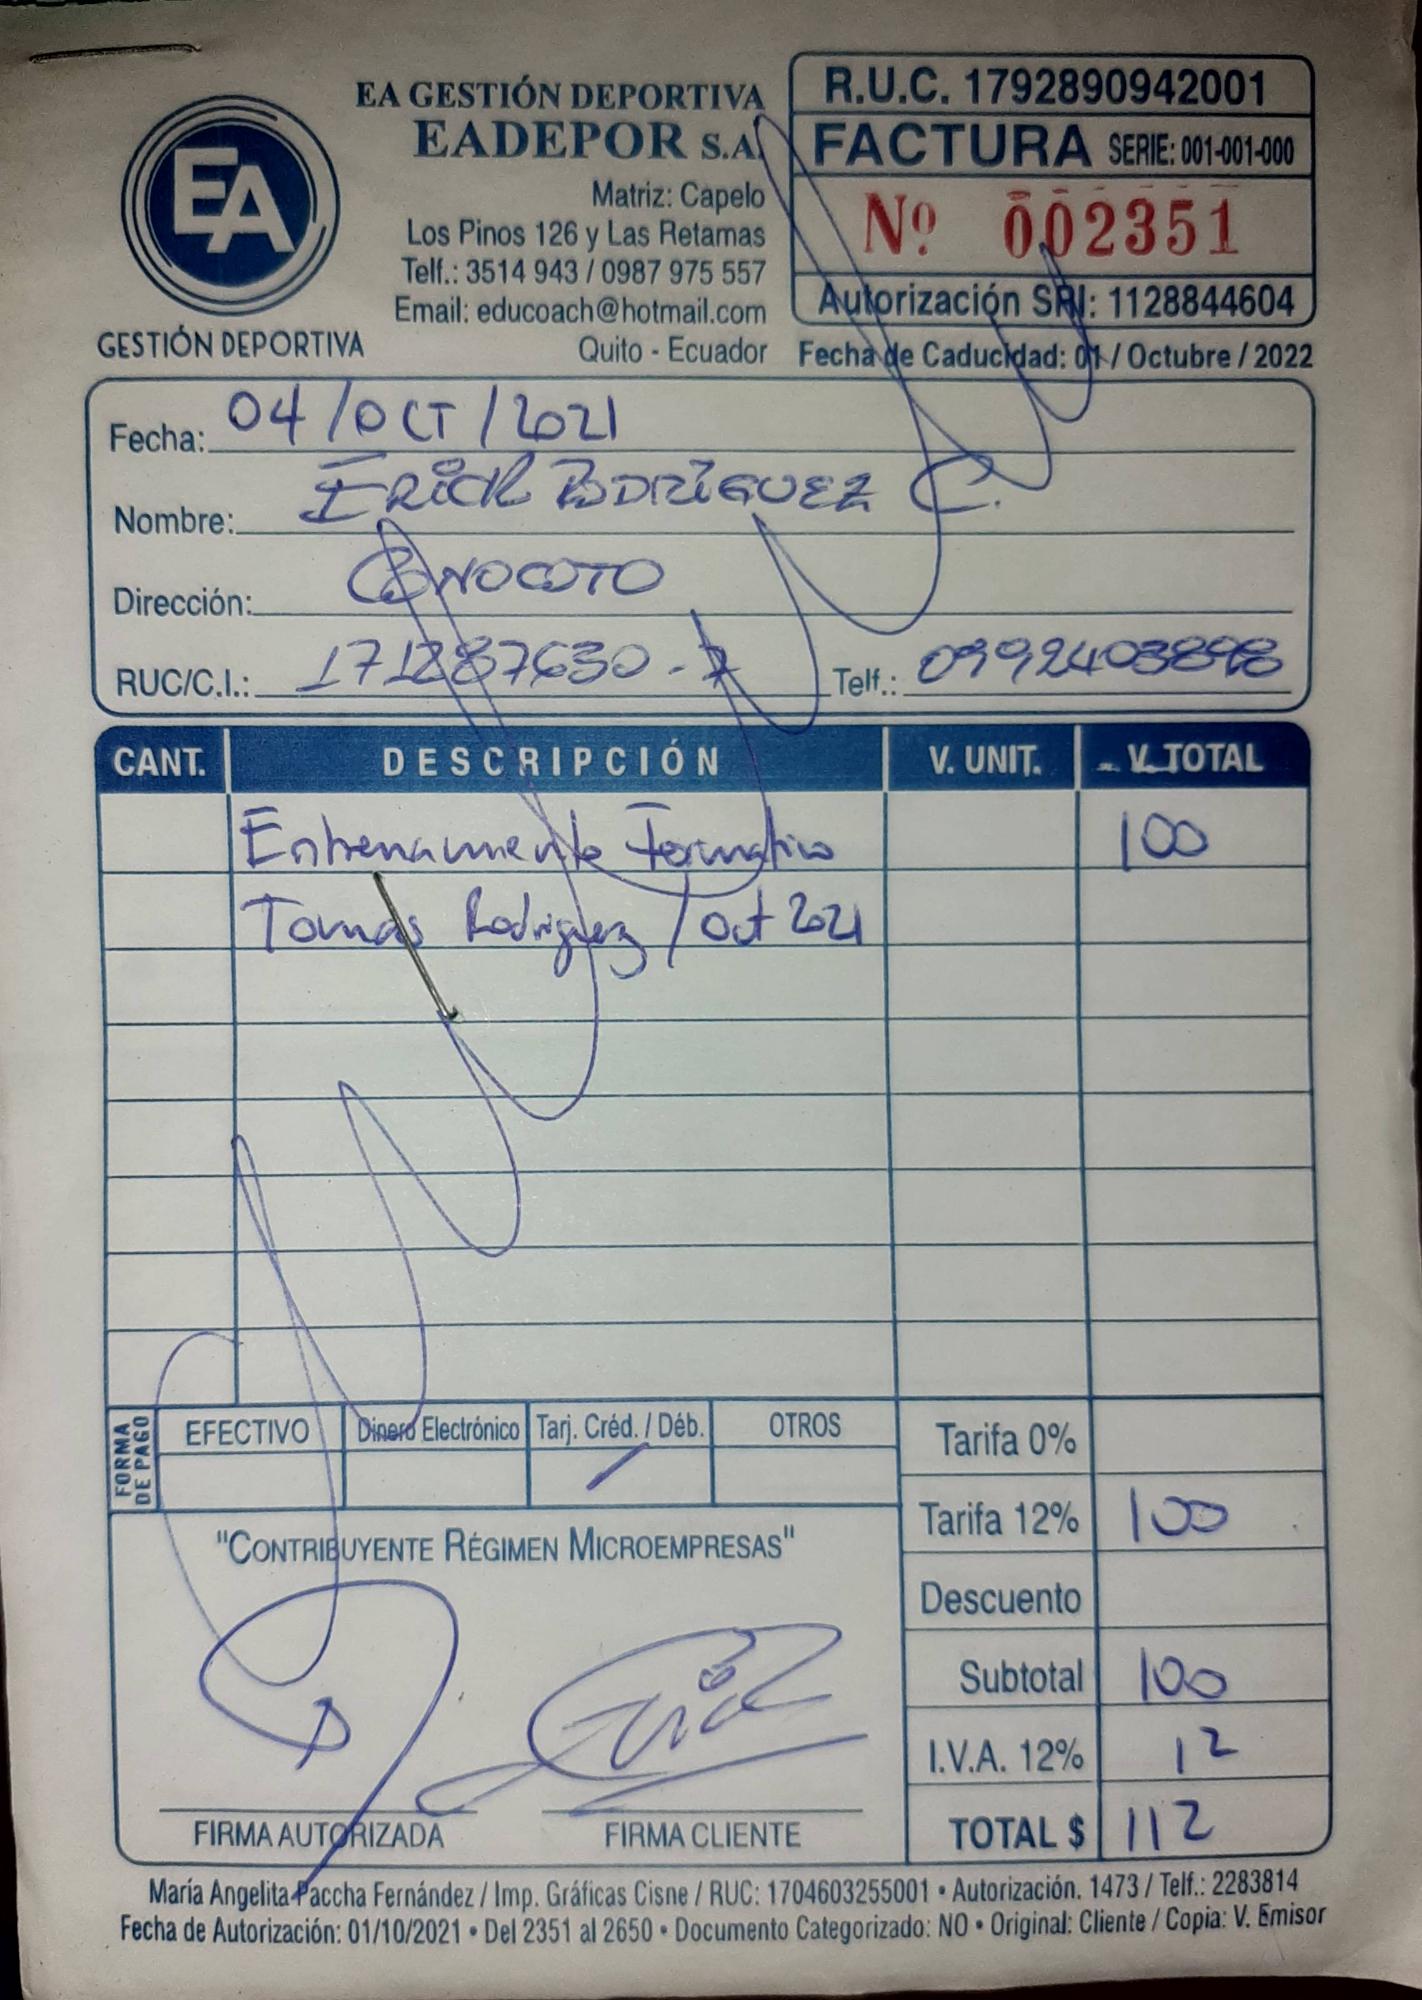 EA GESTIÓN DEPORTIVA
EADEPOR S.A.
Matriz: Capelo
Los Pinos 126 y Las Retamas
Telf.: 3514 943 / 0987 975 557
Email: educoach@hotmail.com
Quito - Ecuador
EA
GESTIÓN DEPORTIVA
R.U.C. 1792890942001
FACTURA SERIE: 001-001-000
Nº 002351
Autorización SRI: 1128844604
Fecha de Caducidad: 01 / Octubre / 2022
Fecha: 04 / OCT / 2021
Nombre: ERICK RODRÍGUEZ C.
Dirección: CONOCOTO
RUC/C.I.: 171287630-7 Telf.: 0992403898
CANT. DESCRIPCIÓN V. UNIT. V. TOTAL
Entrenamiento Formativo 100
Tomás Rodriguez / Oct 2021
FORMA DE PAGO
EFECTIVO Dinero Electrónico Tarj. Créd. / Déb. OTROS
/
Tarifa 0%
Tarifa 12% 100
Descuento
Subtotal 100
I.V.A. 12% 12
TOTAL $ 112
"CONTRIBUYENTE RÉGIMEN MICROEMPRESAS"
Erick
FIRMA AUTORIZADA FIRMA CLIENTE
María Angelita Paccha Fernández / Imp. Gráficas Cisne / RUC: 1704603255001 • Autorización. 1473 / Telf.: 2283814
Fecha de Autorización: 01/10/2021 • Del 2351 al 2650 • Documento Categorizado: NO • Original: Cliente / Copia: V. Emisor